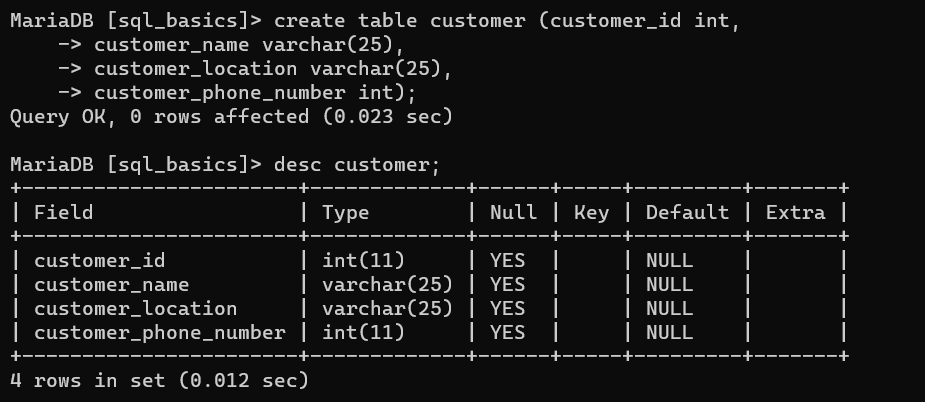 MariaDB [sql_basics]> create table customer (customer_id int,
    -> customer_name varchar(25),
    -> customer_location varchar(25),
    -> customer_phone_number int);
Query OK, 0 rows affected (0.023 sec)

MariaDB [sql_basics]> desc customer;
+-----------------------+-------------+------+-----+---------+-------+
| Field                 | Type        | Null | Key | Default | Extra |
+-----------------------+-------------+------+-----+---------+-------+
| customer_id           | int(11)     | YES  |     | NULL    |       |
| customer_name         | varchar(25) | YES  |     | NULL    |       |
| customer_location     | varchar(25) | YES  |     | NULL    |       |
| customer_phone_number | int(11)     | YES  |     | NULL    |       |
+-----------------------+-------------+------+-----+---------+-------+
4 rows in set (0.012 sec)